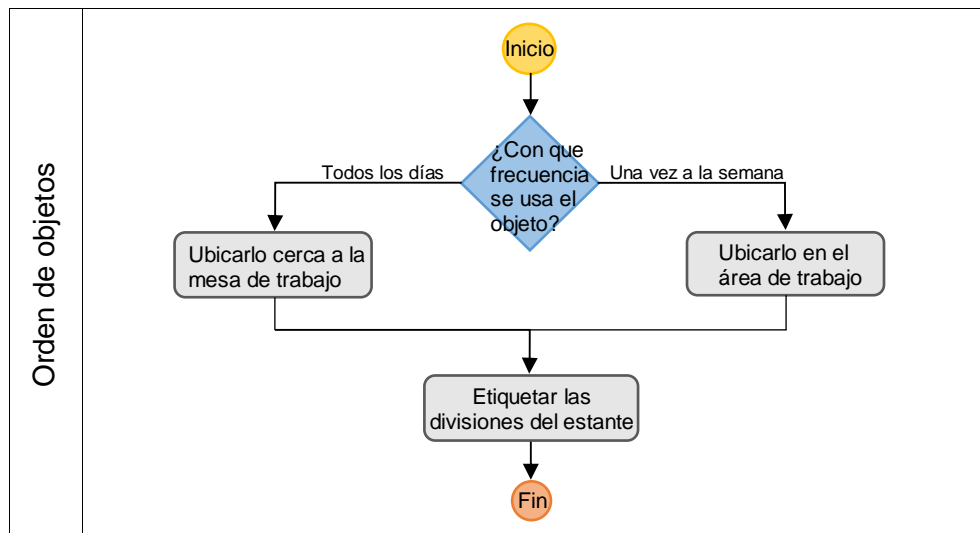 Orden de objetos
Inicio
¿Con que
frecuencia
se usa el
objeto?
Todos los días
Una vez a la semana
Ubicarlo cerca a la
mesa de trabajo
Ubicarlo en el
área de trabajo
Etiquetar las
divisiones del estante
Fin